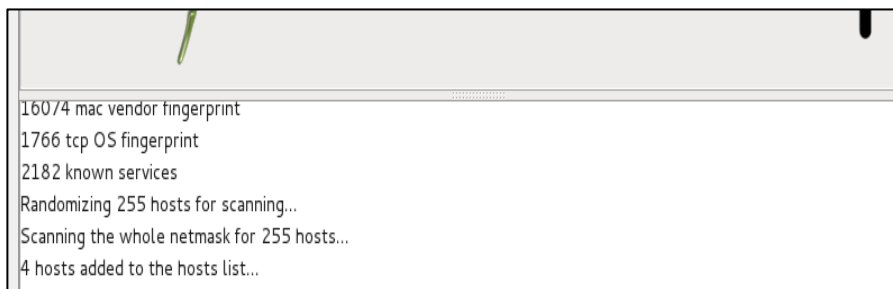 16074 mac vendor fingerprint
1766 tcp OS fingerprint
2182 known services
Randomizing 255 hosts for scanning...
Scanning the whole netmask for 255 hosts...
4 hosts added to the hosts list...